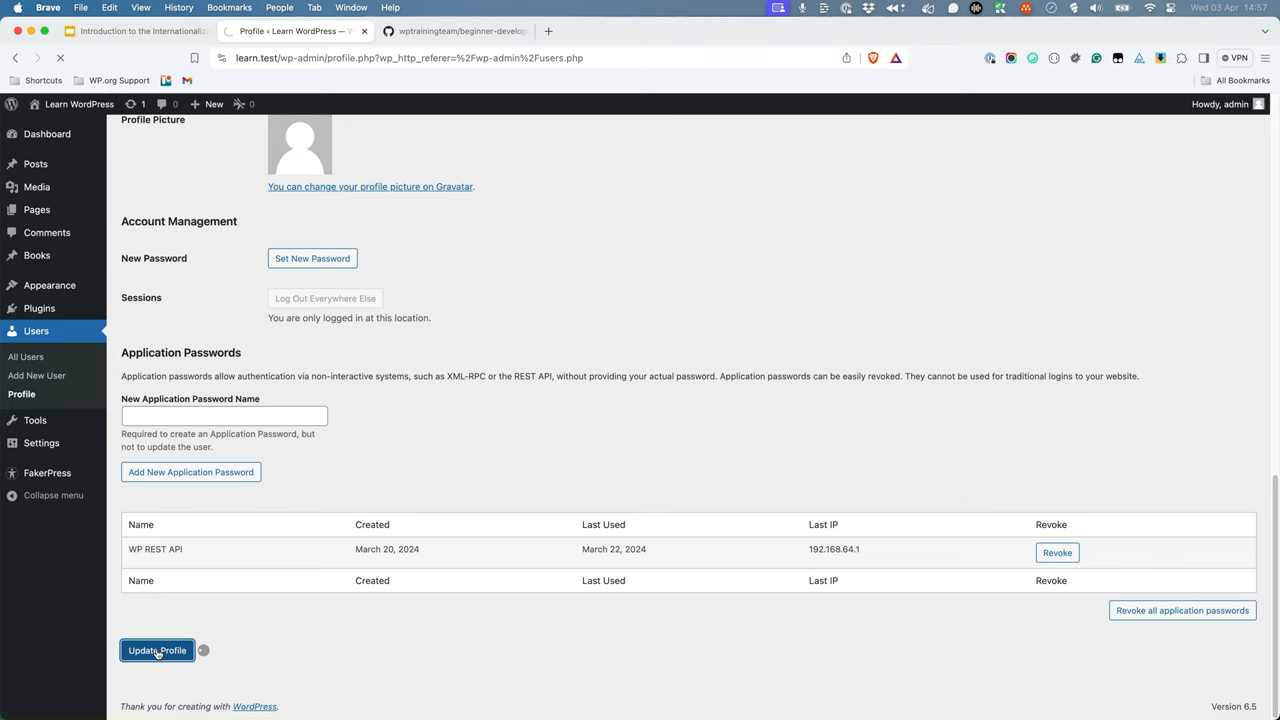 Brave File Edit View History Bookmarks People Tab Window Help Wed 03 Apr 14:57
Introduction to the Internationaliz
Profile ‹ Learn WordPress — W
wptrainingteam/beginner-develop
learn.test/wp-admin/profile.php?wp_http_referer=%2Fwp-admin%2Fusers.php
VPN
Shortcuts WP.org Support All Bookmarks
Learn WordPress 1 0 New 0 Howdy, admin
Dashboard
Posts
Media
Pages
Comments
Books
Appearance
Plugins
Users
All Users
Add New User
Profile
Tools
Settings
FakerPress
Collapse menu
Profile Picture
You can change your profile picture on Gravatar.
Account Management
New Password Set New Password
Sessions Log Out Everywhere Else
You are only logged in at this location.
Application Passwords
Application passwords allow authentication via non-interactive systems, such as XML-RPC or the REST API, without providing your actual password. Application passwords can be easily revoked. They cannot be used for traditional logins to your website.
New Application Password Name
Required to create an Application Password, but
not to update the user.
Add New Application Password
Name Created Last Used Last IP Revoke
WP REST API March 20, 2024 March 22, 2024 192.168.64.1 Revoke
Name Created Last Used Last IP Revoke
Revoke all application passwords
Update Profile
Thank you for creating with WordPress. Version 6.5